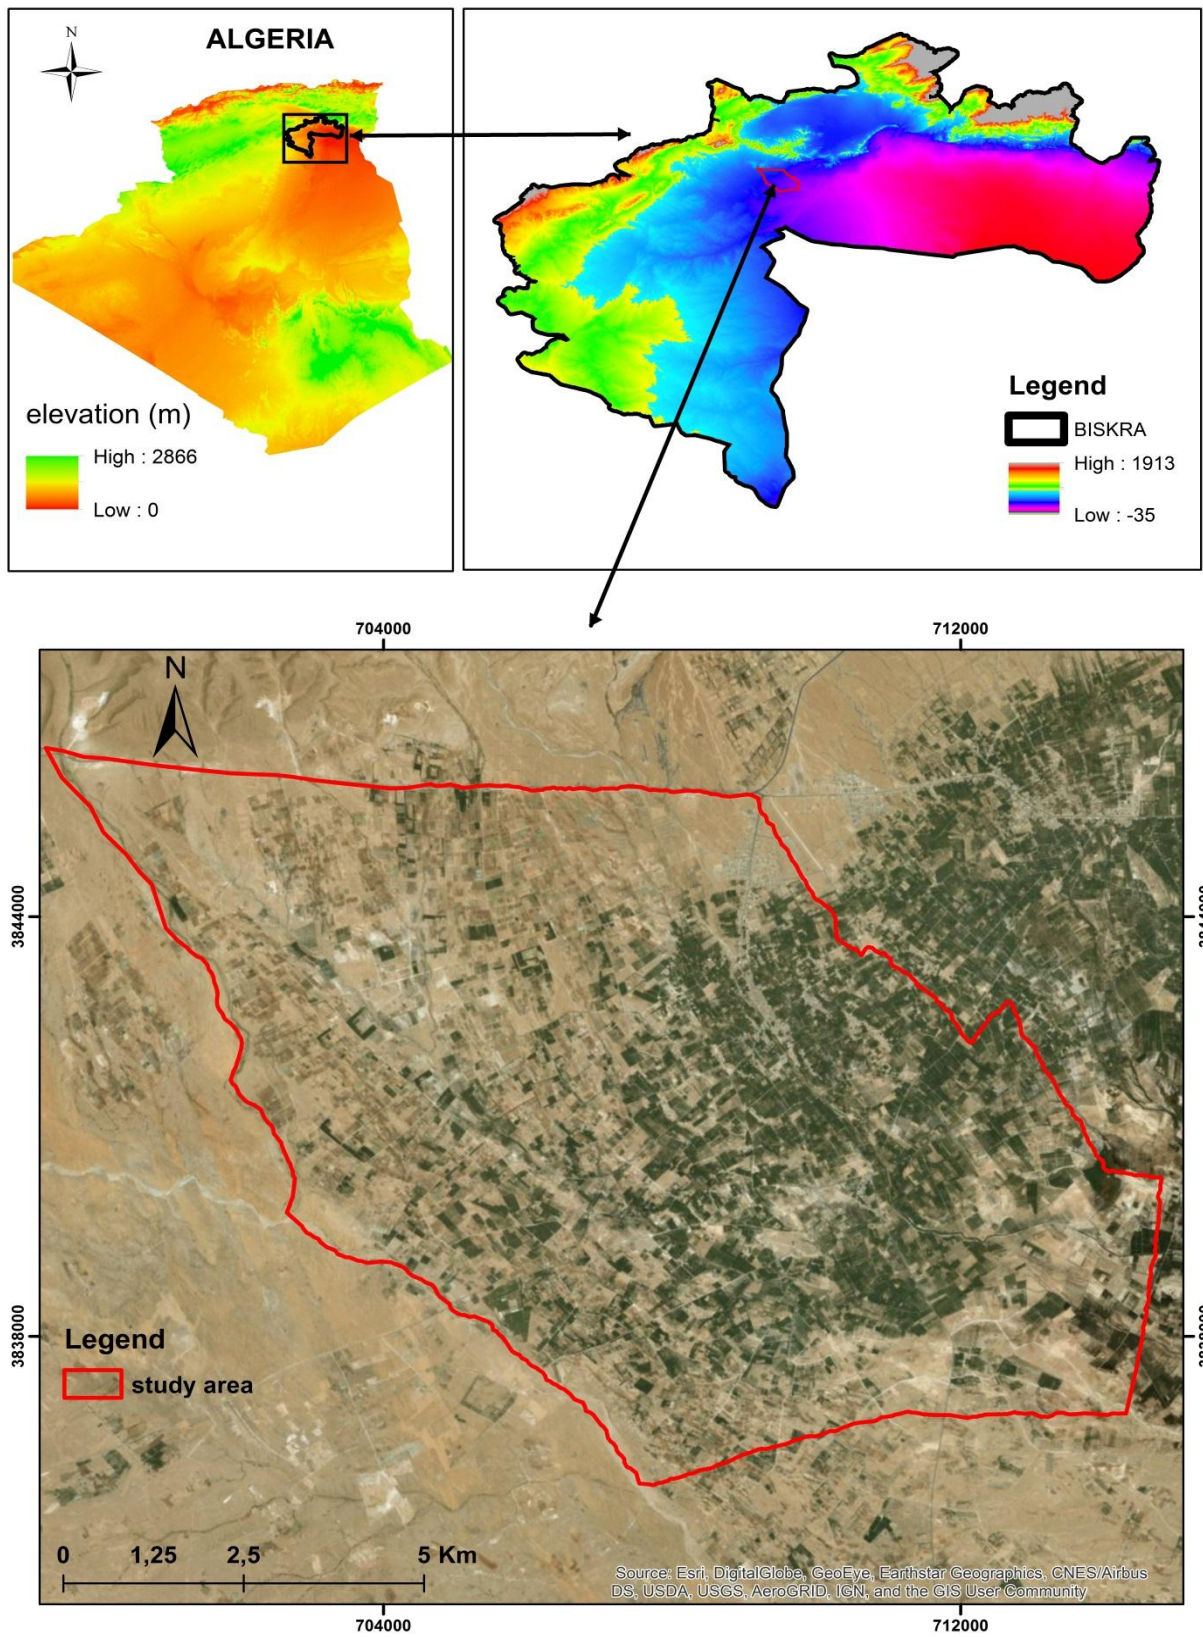 N
ALGERIA
elevation (m)
High : 2866
Low : 0
Legend
BISKRA
High : 1913
Low : -35
704000
712000
N
3844000
3844000
3838000
3838000
Legend
study area
0 1,25 2,5 5 Km
Source: Esri, DigitalGlobe, GeoEye, Earthstar Geographics, CNES/Airbus
DS, USDA, USGS, AeroGRID, IGN, and the GIS User Community
704000
712000